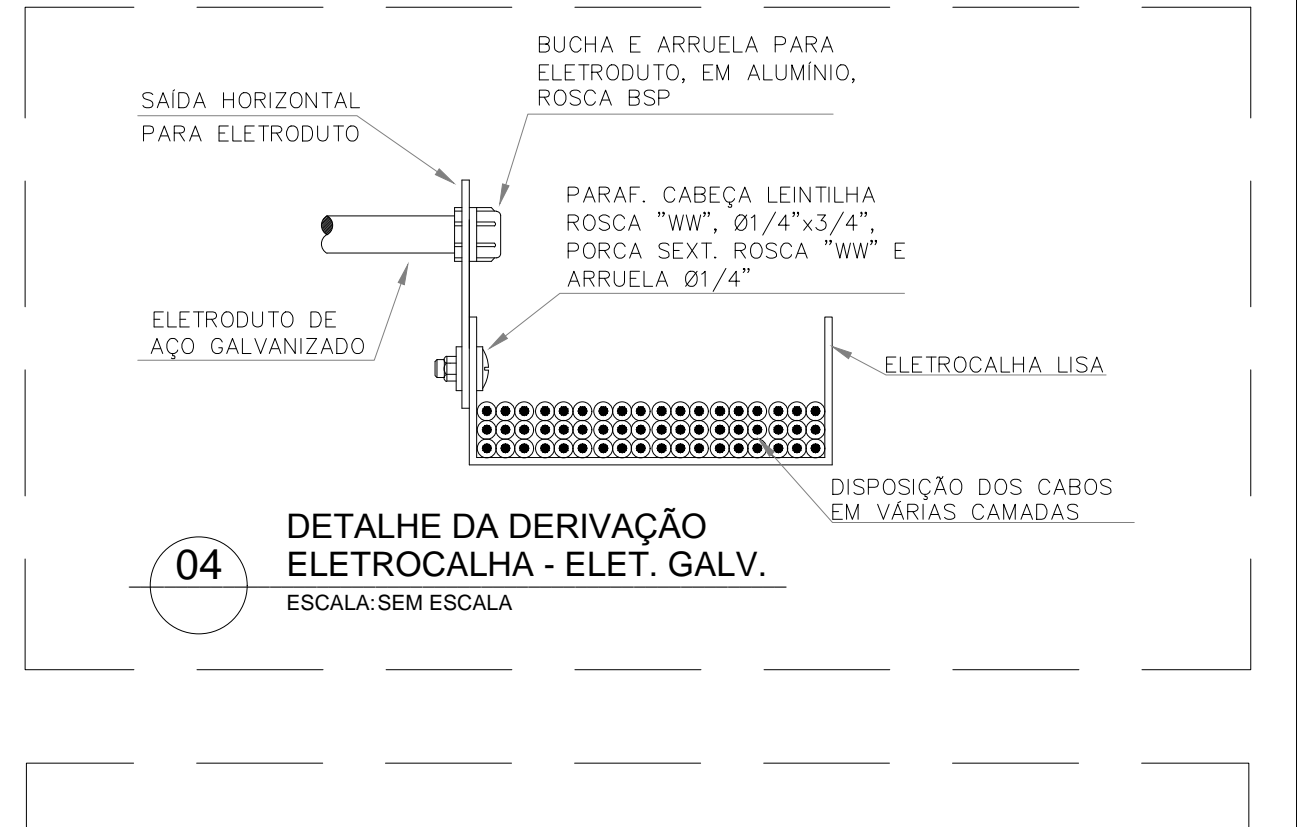 BUCHA E ARRUELA PARA
ELETRODUTO, EM ALUMÍNIO,
ROSCA BSP
SAÍDA HORIZONTAL
PARA ELETRODUTO
PARAF. CABEÇA LEINTILHA
ROSCA "WW", Ø1/4"x3/4",
PORCA SEXT. ROSCA "WW" E
ARRUELA Ø1/4"
ELETRODUTO DE
AÇO GALVANIZADO
ELETROCALHA LISA
DISPOSIÇÃO DOS CABOS
EM VÁRIAS CAMADAS
04
DETALHE DA DERIVAÇÃO
ELETROCALHA - ELET. GALV.
ESCALA:SEM ESCALA